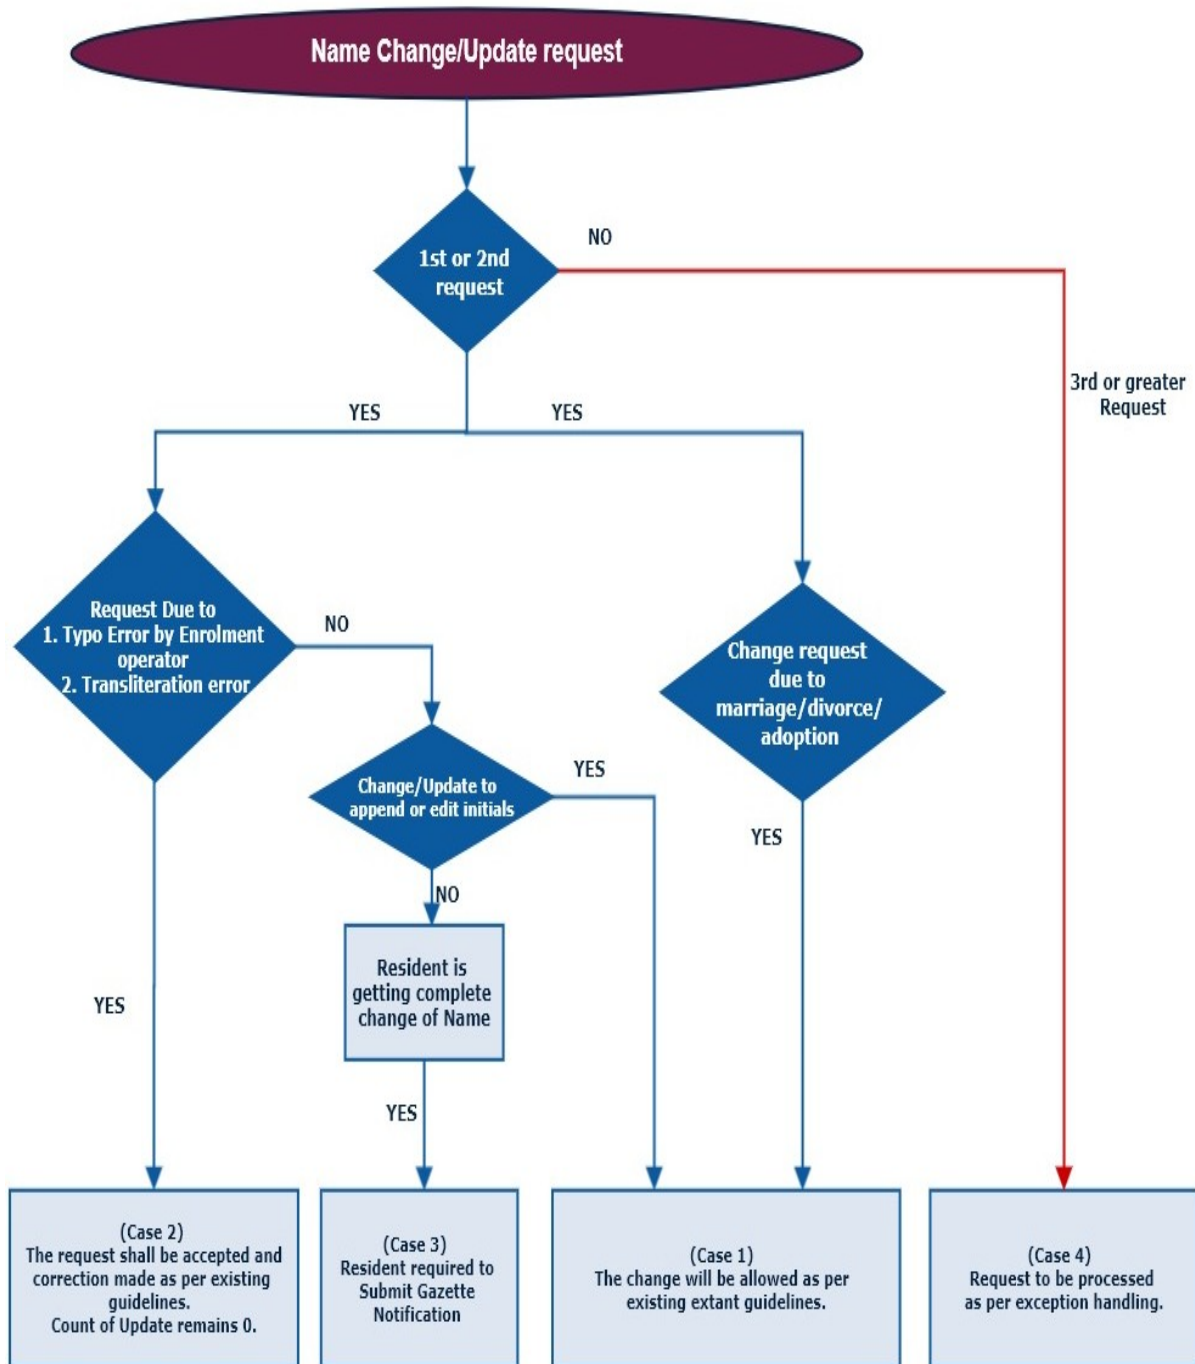 Name Change/Update request
NO
1st or 2nd
request
3rd or greater
Request
YES
YES
Request Due to
1. Typo Error by Enrolment
operator
2. Transliteration error
NO
Change request
due to
marriage/divorce/
adoption
Change/Update to
append or edit initials
YES
YES
NO
Resident is
getting complete
change of Name
YES
YES
(Case 2)
The request shall be accepted and
correction made as per existing
guidelines.
Count of Update remains 0.
(Case 3)
Resident required to
Submit Gazette
Notification
(Case 1)
The change will be allowed as per
existing extant guidelines.
(Case 4)
Request to be processed
as per exception handling.